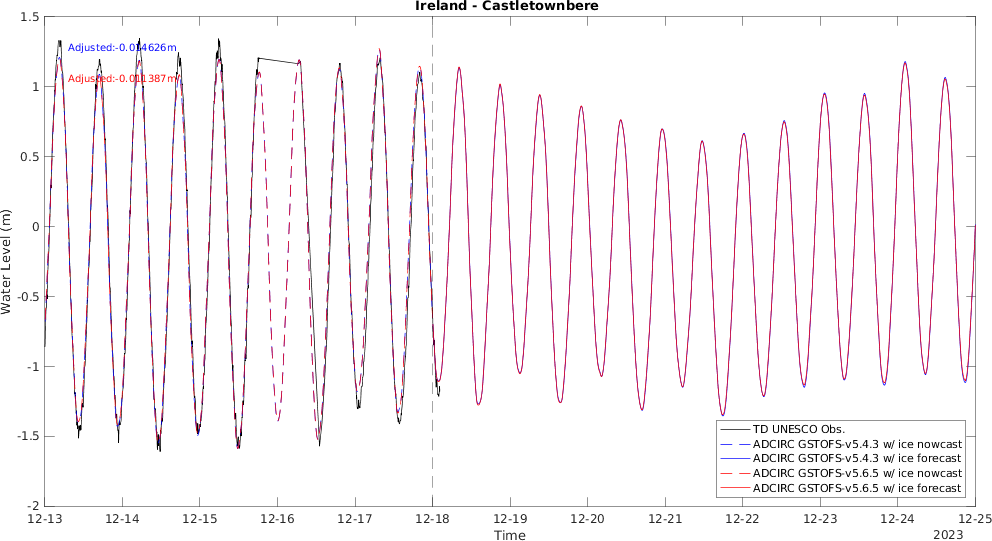 Ireland - Castletownbere
1.5
Adjusted:-0.014626m
Adjusted:-0.011387m
1
0.5
0
-0.5
-1
-1.5
-2
Water Level (m)
TD UNESCO Obs.
ADCIRC GSTOFS-v5.4.3 w/ ice nowcast
ADCIRC GSTOFS-v5.4.3 w/ ice forecast
ADCIRC GSTOFS-v5.6.5 w/ ice nowcast
ADCIRC GSTOFS-v5.6.5 w/ ice forecast
12-13 12-14 12-15 12-16 12-17 12-18 12-19 12-20 12-21 12-22 12-23 12-24 12-25
Time
2023